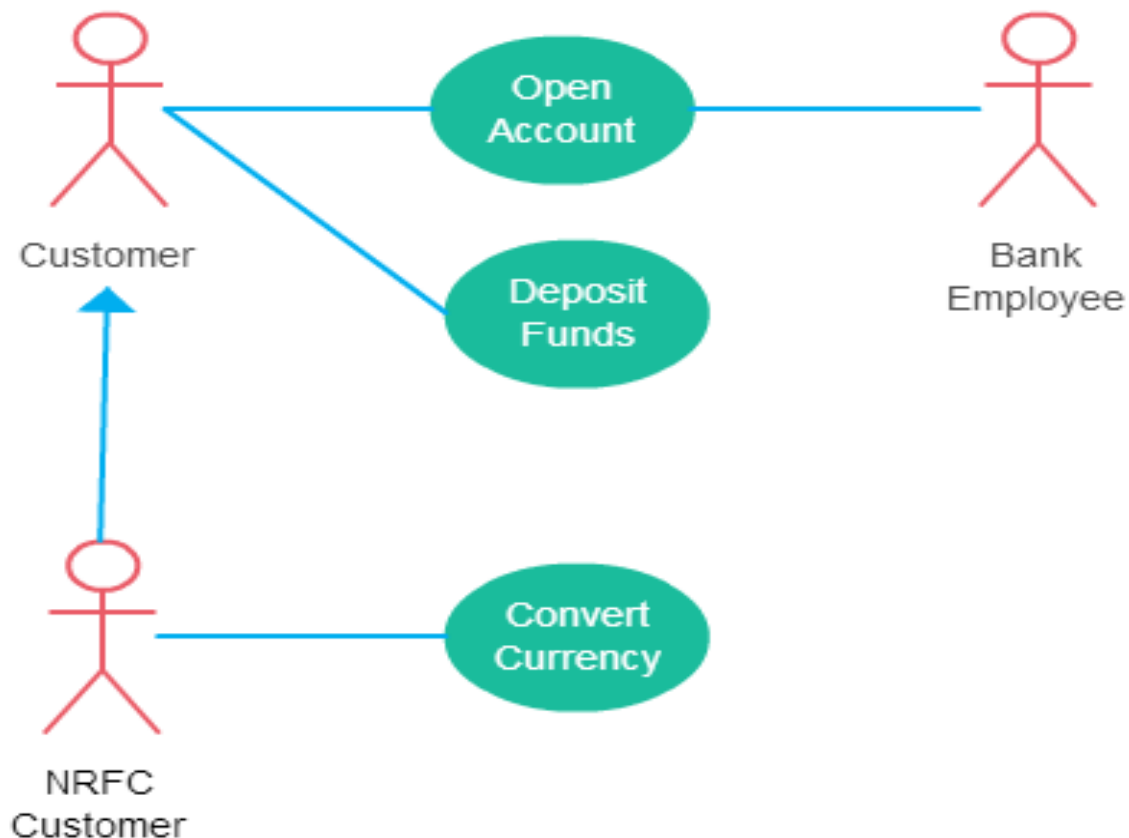 Open
Account
Customer
Bank
Employee
Deposit
Funds
Convert
Currency
NRFC
Customer